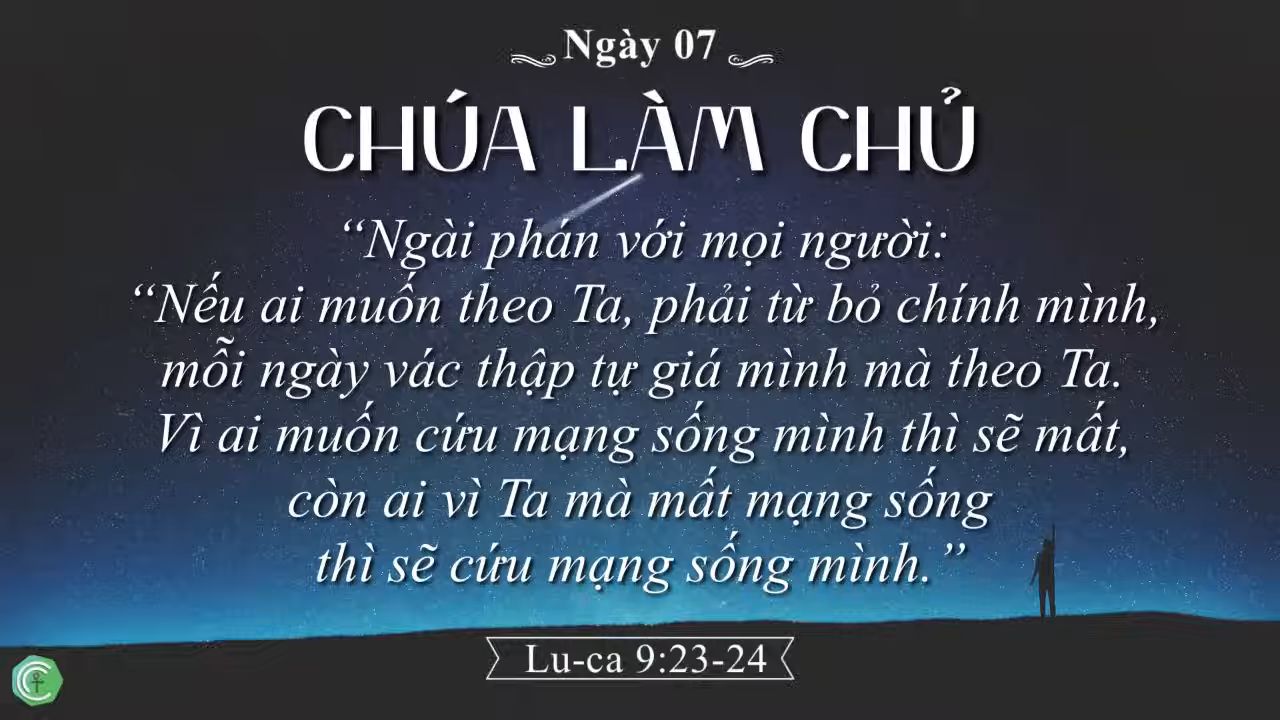 Ngày 07
CHÚA LÀM CHỦ
“Ngài phán với mọi người:
“Nếu ai muốn theo Ta, phải từ bỏ chính mình,
mỗi ngày vác thập tự giá mình mà theo Ta.
Vì ai muốn cứu mạng sống mình thì sẽ mất,
còn ai vì Ta mà mất mạng sống
thì sẽ cứu mạng sống mình.”
Lu-ca 9:23-24